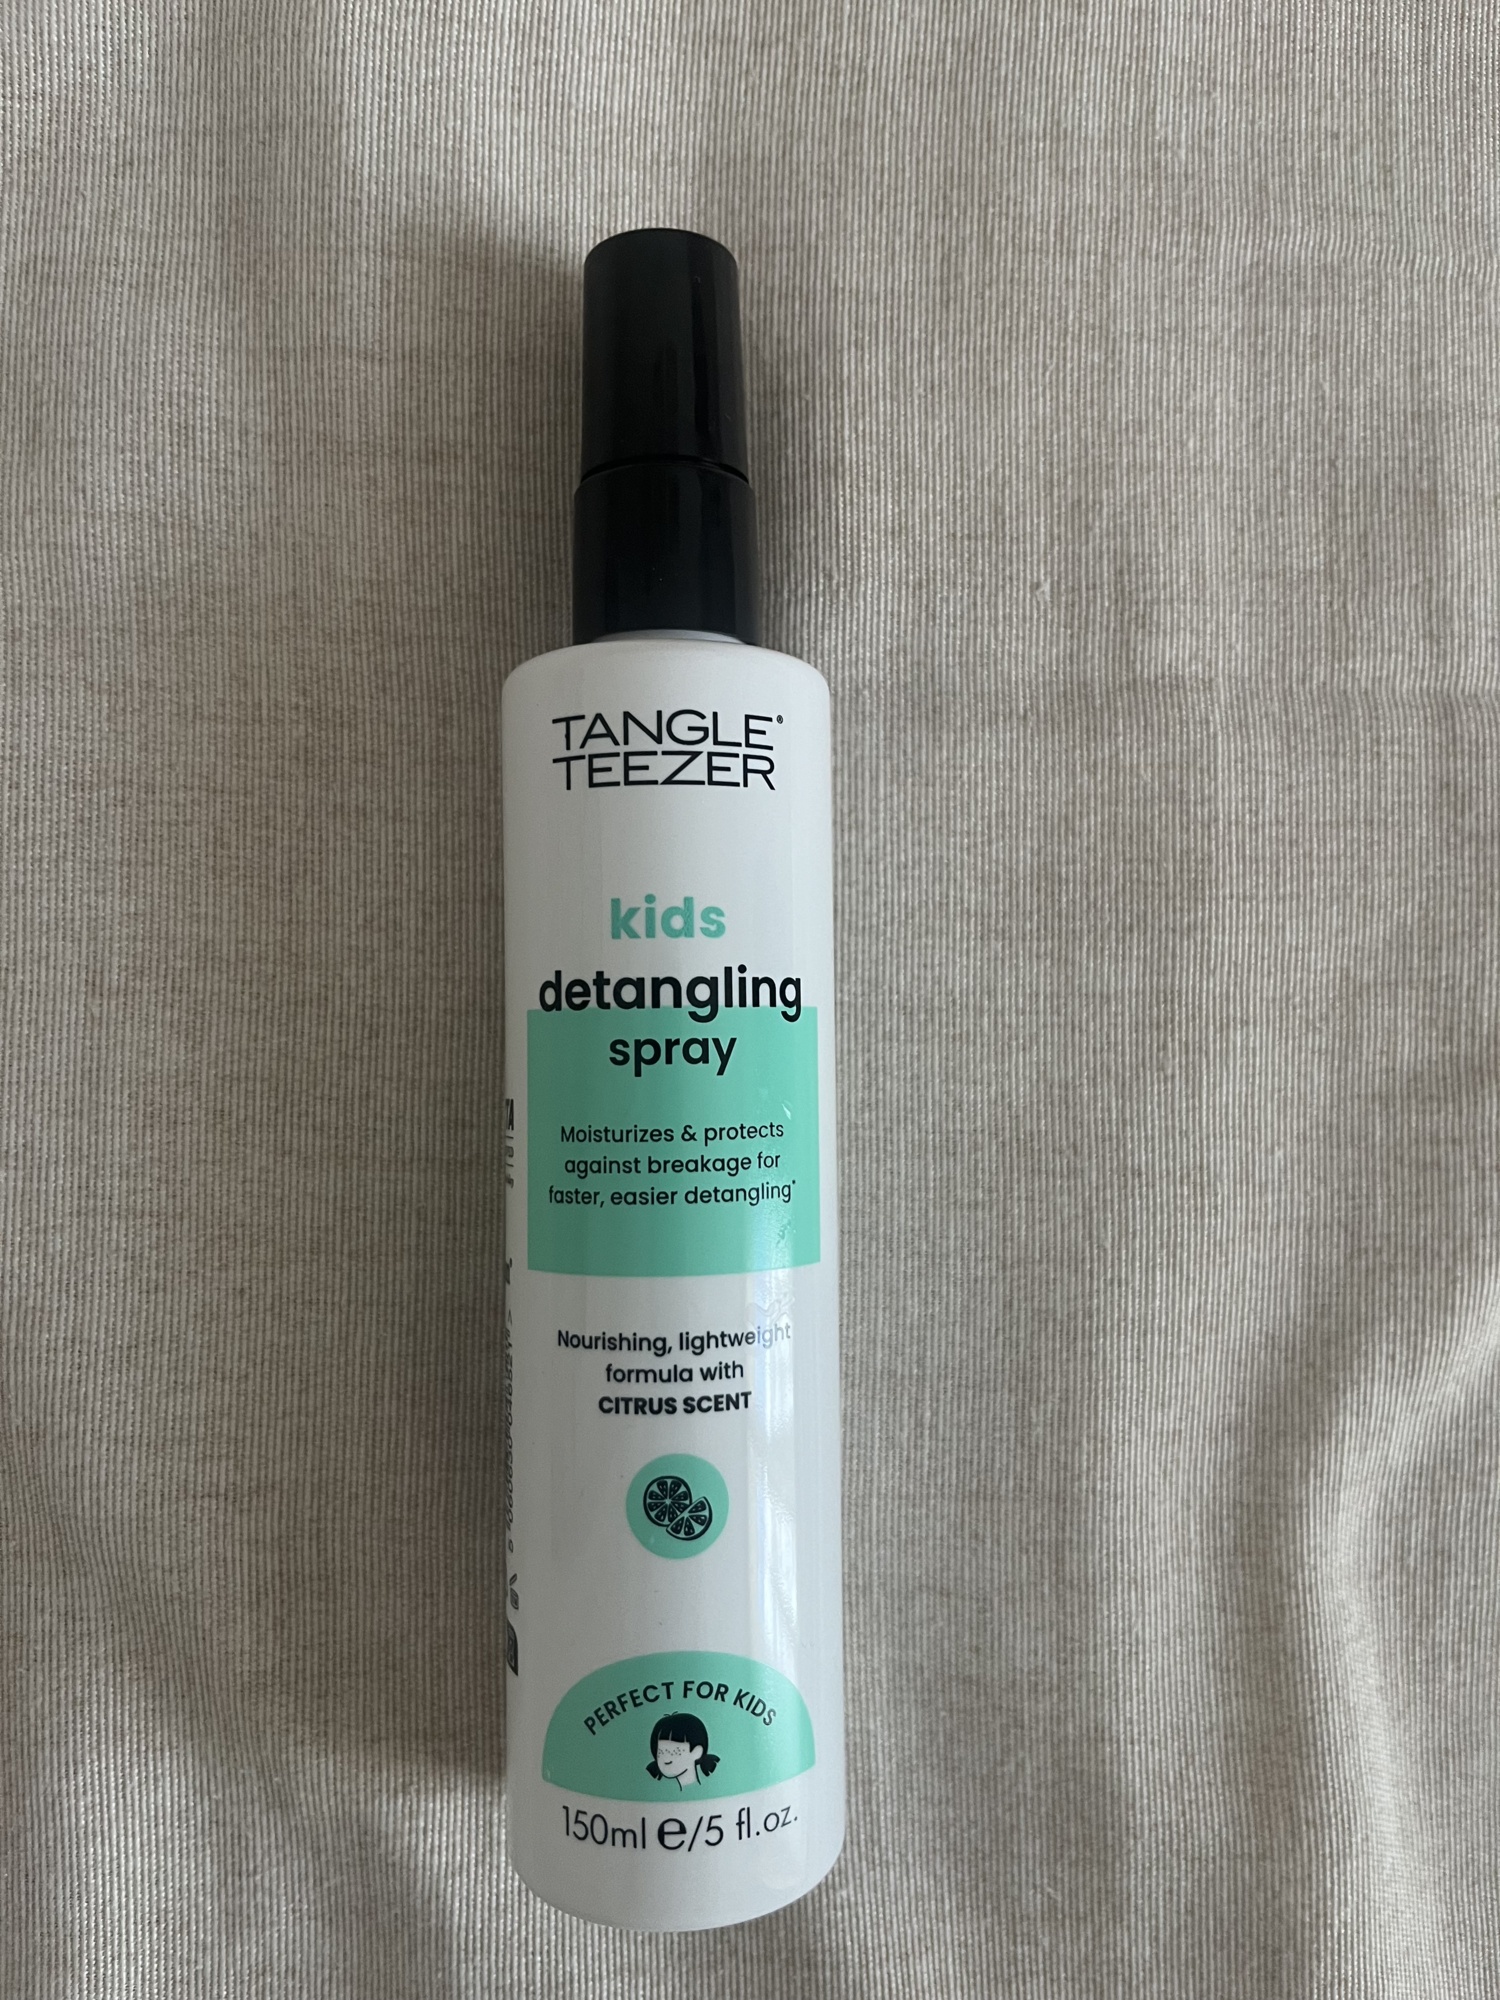 TANGLE®
TEEZER
kids
detangling
spray
Moisturizes & protects
against breakage for
faster, easier detangling*
Nourishing, lightweight
formula with
CITRUS SCENT
PERFECT FOR KIDS
150ml ℮/5 fl.oz.